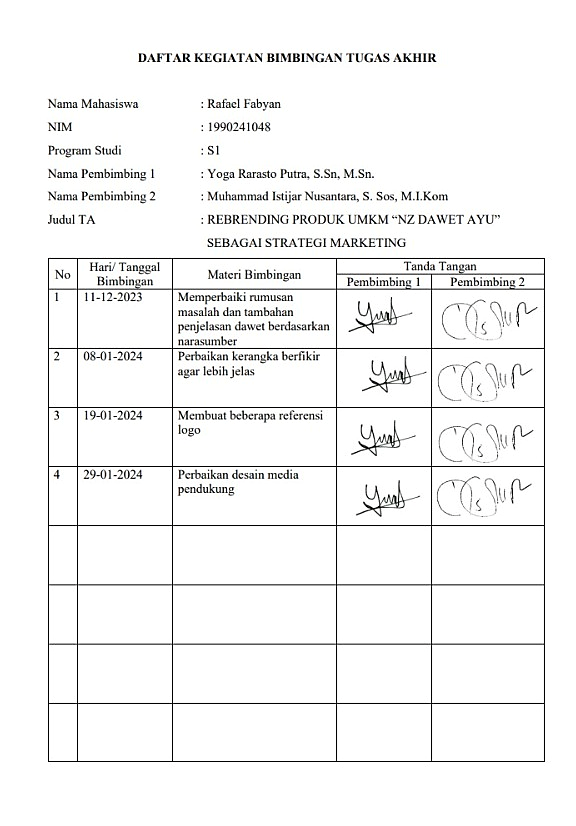 DAFTAR KEGIATAN BIMBINGAN TUGAS AKHIR
Nama Mahasiswa : Rafael Fabyan
NIM : 1990241048
Program Studi : S1
Nama Pembimbing 1 : Yoga Rarasto Putra, S.Sn, M.Sn.
Nama Pembimbing 2 : Muhammad Istijar Nusantara, S. Sos, M.I.Kom
Judul TA : REBRENDING PRODUK UMKM “NZ DAWET AYU”
SEBAGAI STRATEGI MARKETING
No Hari/ Tanggal Bimbingan Materi Bimbingan Tanda Tangan
Pembimbing 1 Pembimbing 2
1 11-12-2023 Memperbaiki rumusan
masalah dan tambahan
penjelasan dawet berdasarkan
narasumber
2 08-01-2024 Perbaikan kerangka berfikir
agar lebih jelas
3 19-01-2024 Membuat beberapa referensi
logo
4 29-01-2024 Perbaikan desain media
pendukung